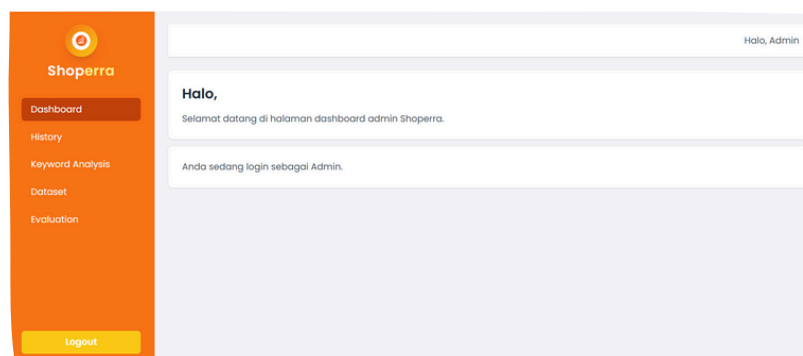 Shoperra
Dashboard
History
Keyword Analysis
Dataset
Evaluation
Logout
Halo, Admin
Halo,
Selamat datang di halaman dashboard admin Shoperra.
Anda sedang login sebagai Admin.